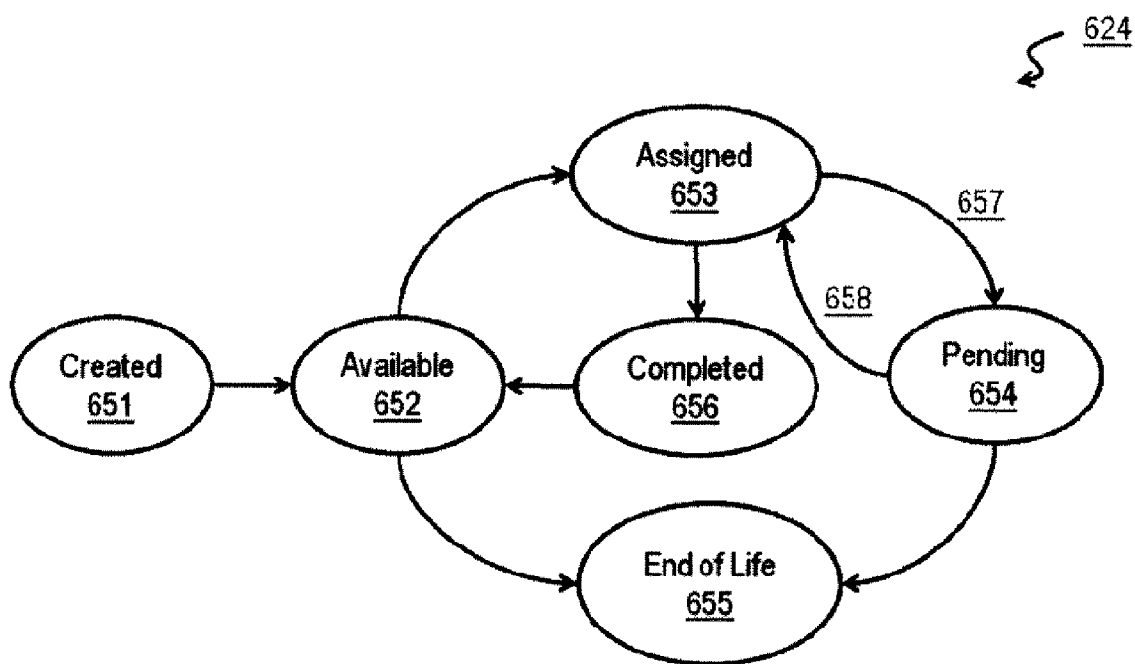 624
Assigned
653
657
658
Created
651
Available
652
Completed
656
Pending
654
End of Life
655